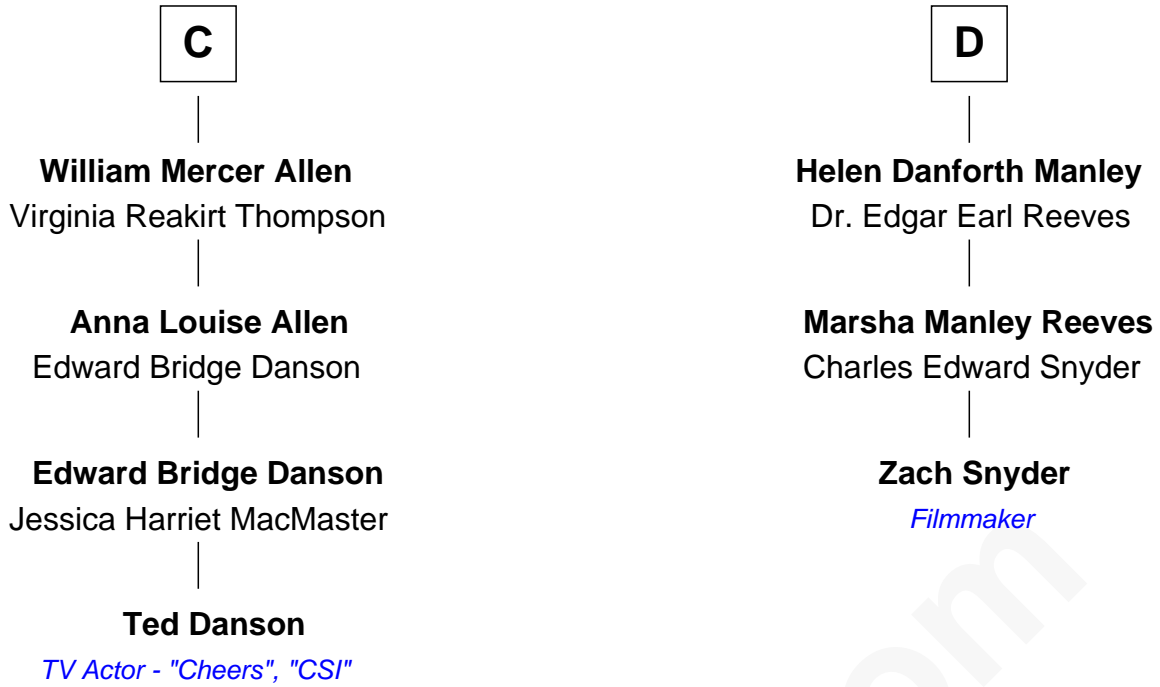 C
William Mercer Allen
Virginia Reakirt Thompson
Anna Louise Allen
Edward Bridge Danson
Edward Bridge Danson
Jessica Harriet MacMaster
Ted Danson
TV Actor - "Cheers", "CSI"
D
Helen Danforth Manley
Dr. Edgar Earl Reeves
Marsha Manley Reeves
Charles Edward Snyder
Zach Snyder
Filmmaker
om